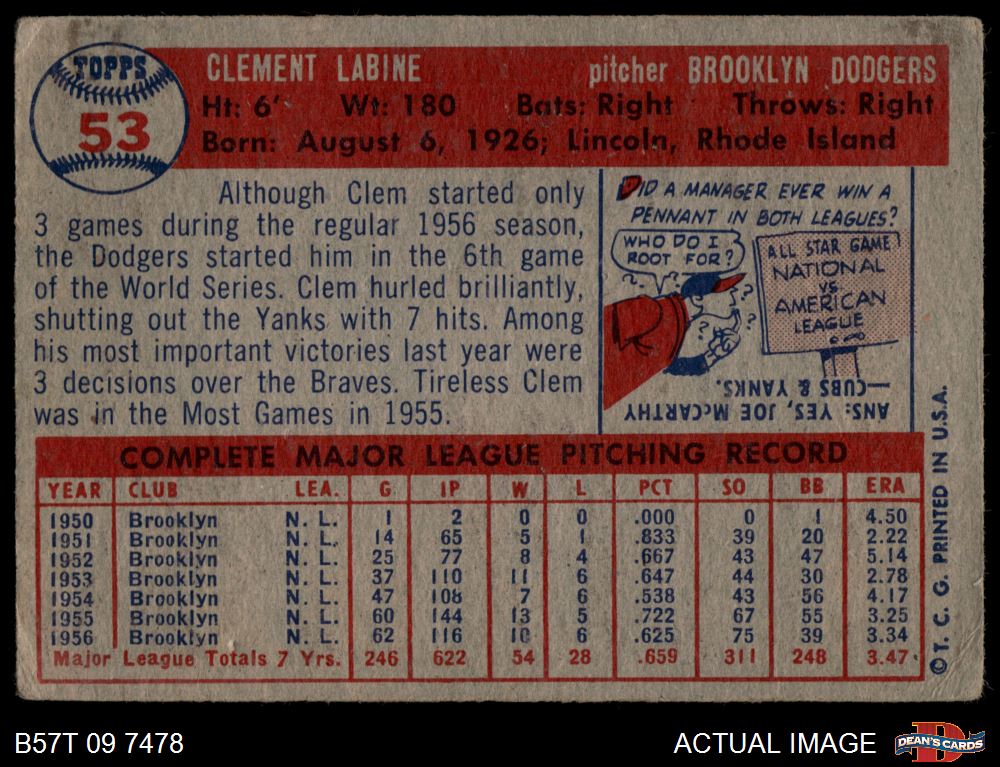 TOPPS
53
CLEMENT LABINE pitcher BROOKLYN DODGERS
Ht: 6' Wt: 180 Bats: Right Throws: Right
Born: August 6, 1926; Lincoln, Rhode Island
Although Clem started only
3 games during the regular 1956 season,
the Dodgers started him in the 6th game
of the World Series. Clem hurled brilliantly,
shutting out the Yanks with 7 hits. Among
his most important victories last year were
3 decisions over the Braves. Tireless Clem
was in the Most Games in 1955.
DID A MANAGER EVER WIN A
PENNANT IN BOTH LEAGUES?
WHO DO I
ROOT FOR?
ALL STAR GAME
NATIONAL
VS.
AMERICAN
LEAGUE
? ? ? ? ?
ANS: YES, JOE McCARTHY
—CUBS & YANKS.
COMPLETE MAJOR LEAGUE PITCHING RECORD
YEAR CLUB LEA. G IP W L PCT SO BB ERA
1950 Brooklyn N. L. 1 2 0 0 .000 0 1 4.50
1951 Brooklyn N. L. 14 65 5 1 .833 39 20 2.22
1952 Brooklyn N. L. 25 77 8 4 .667 43 47 5.14
1953 Brooklyn N. L. 37 110 11 6 .647 44 30 2.78
1954 Brooklyn N. L. 47 108 7 6 .538 43 56 4.17
1955 Brooklyn N. L. 60 144 13 5 .722 67 55 3.25
1956 Brooklyn N. L. 62 116 10 6 .625 75 39 3.34
Major League Totals 7 Yrs. 246 622 54 28 .659 311 248 3.47
© T. C. G. PRINTED IN U.S.A.
B57T 09 7478
ACTUAL IMAGE
DEAN'S CARDS